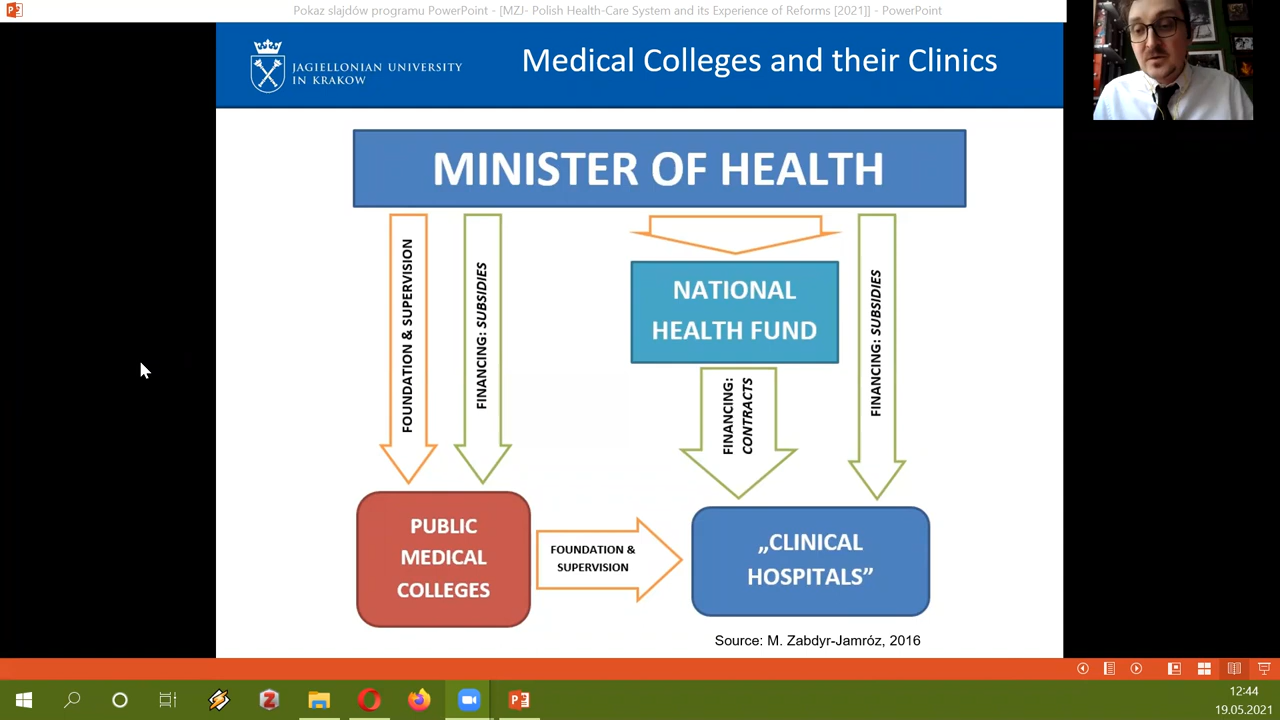 Pokaz slajdów programu PowerPoint - [MZJ- Polish Health-Care System and its Experience of Reforms [2021]] - PowerPoint
JAGIELLONIAN UNIVERSITY
IN KRAKOW
Medical Colleges and their Clinics
MINISTER OF HEALTH
FOUNDATION & SUPERVISION
FINANCING: SUBSIDIES
NATIONAL
HEALTH FUND
FINANCING:
CONTRACTS
FINANCING: SUBSIDIES
PUBLIC
MEDICAL
COLLEGES
FOUNDATION &
SUPERVISION
„CLINICAL
HOSPITALS”
Source: M. Zabdyr-Jamróz, 2016
12:44
19.05.2021